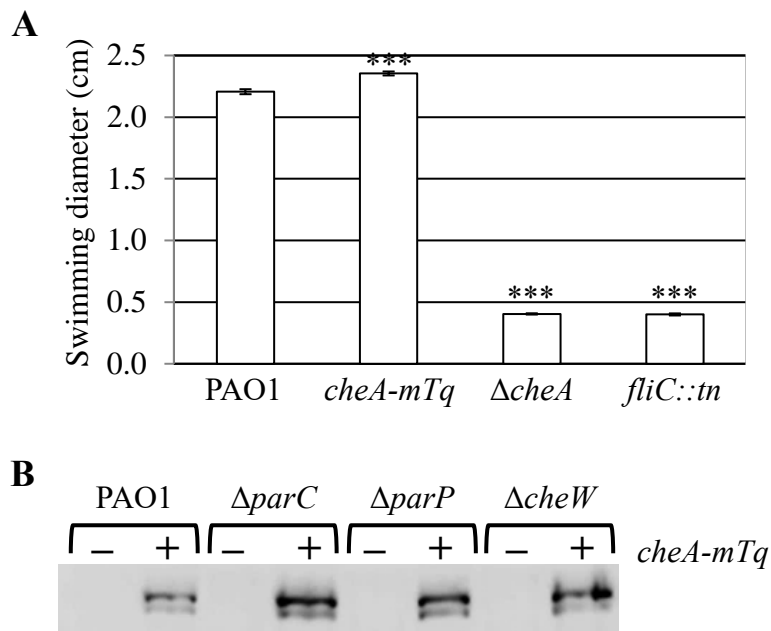 A
Swimming diameter (cm)
2.5
2.0
1.5
1.0
0.5
0.0
***
***
***
PAO1
cheA-mTq
ΔcheA
fliC::tn
B
PAO1 ΔparC ΔparP ΔcheW
− + − + − + − + cheA-mTq